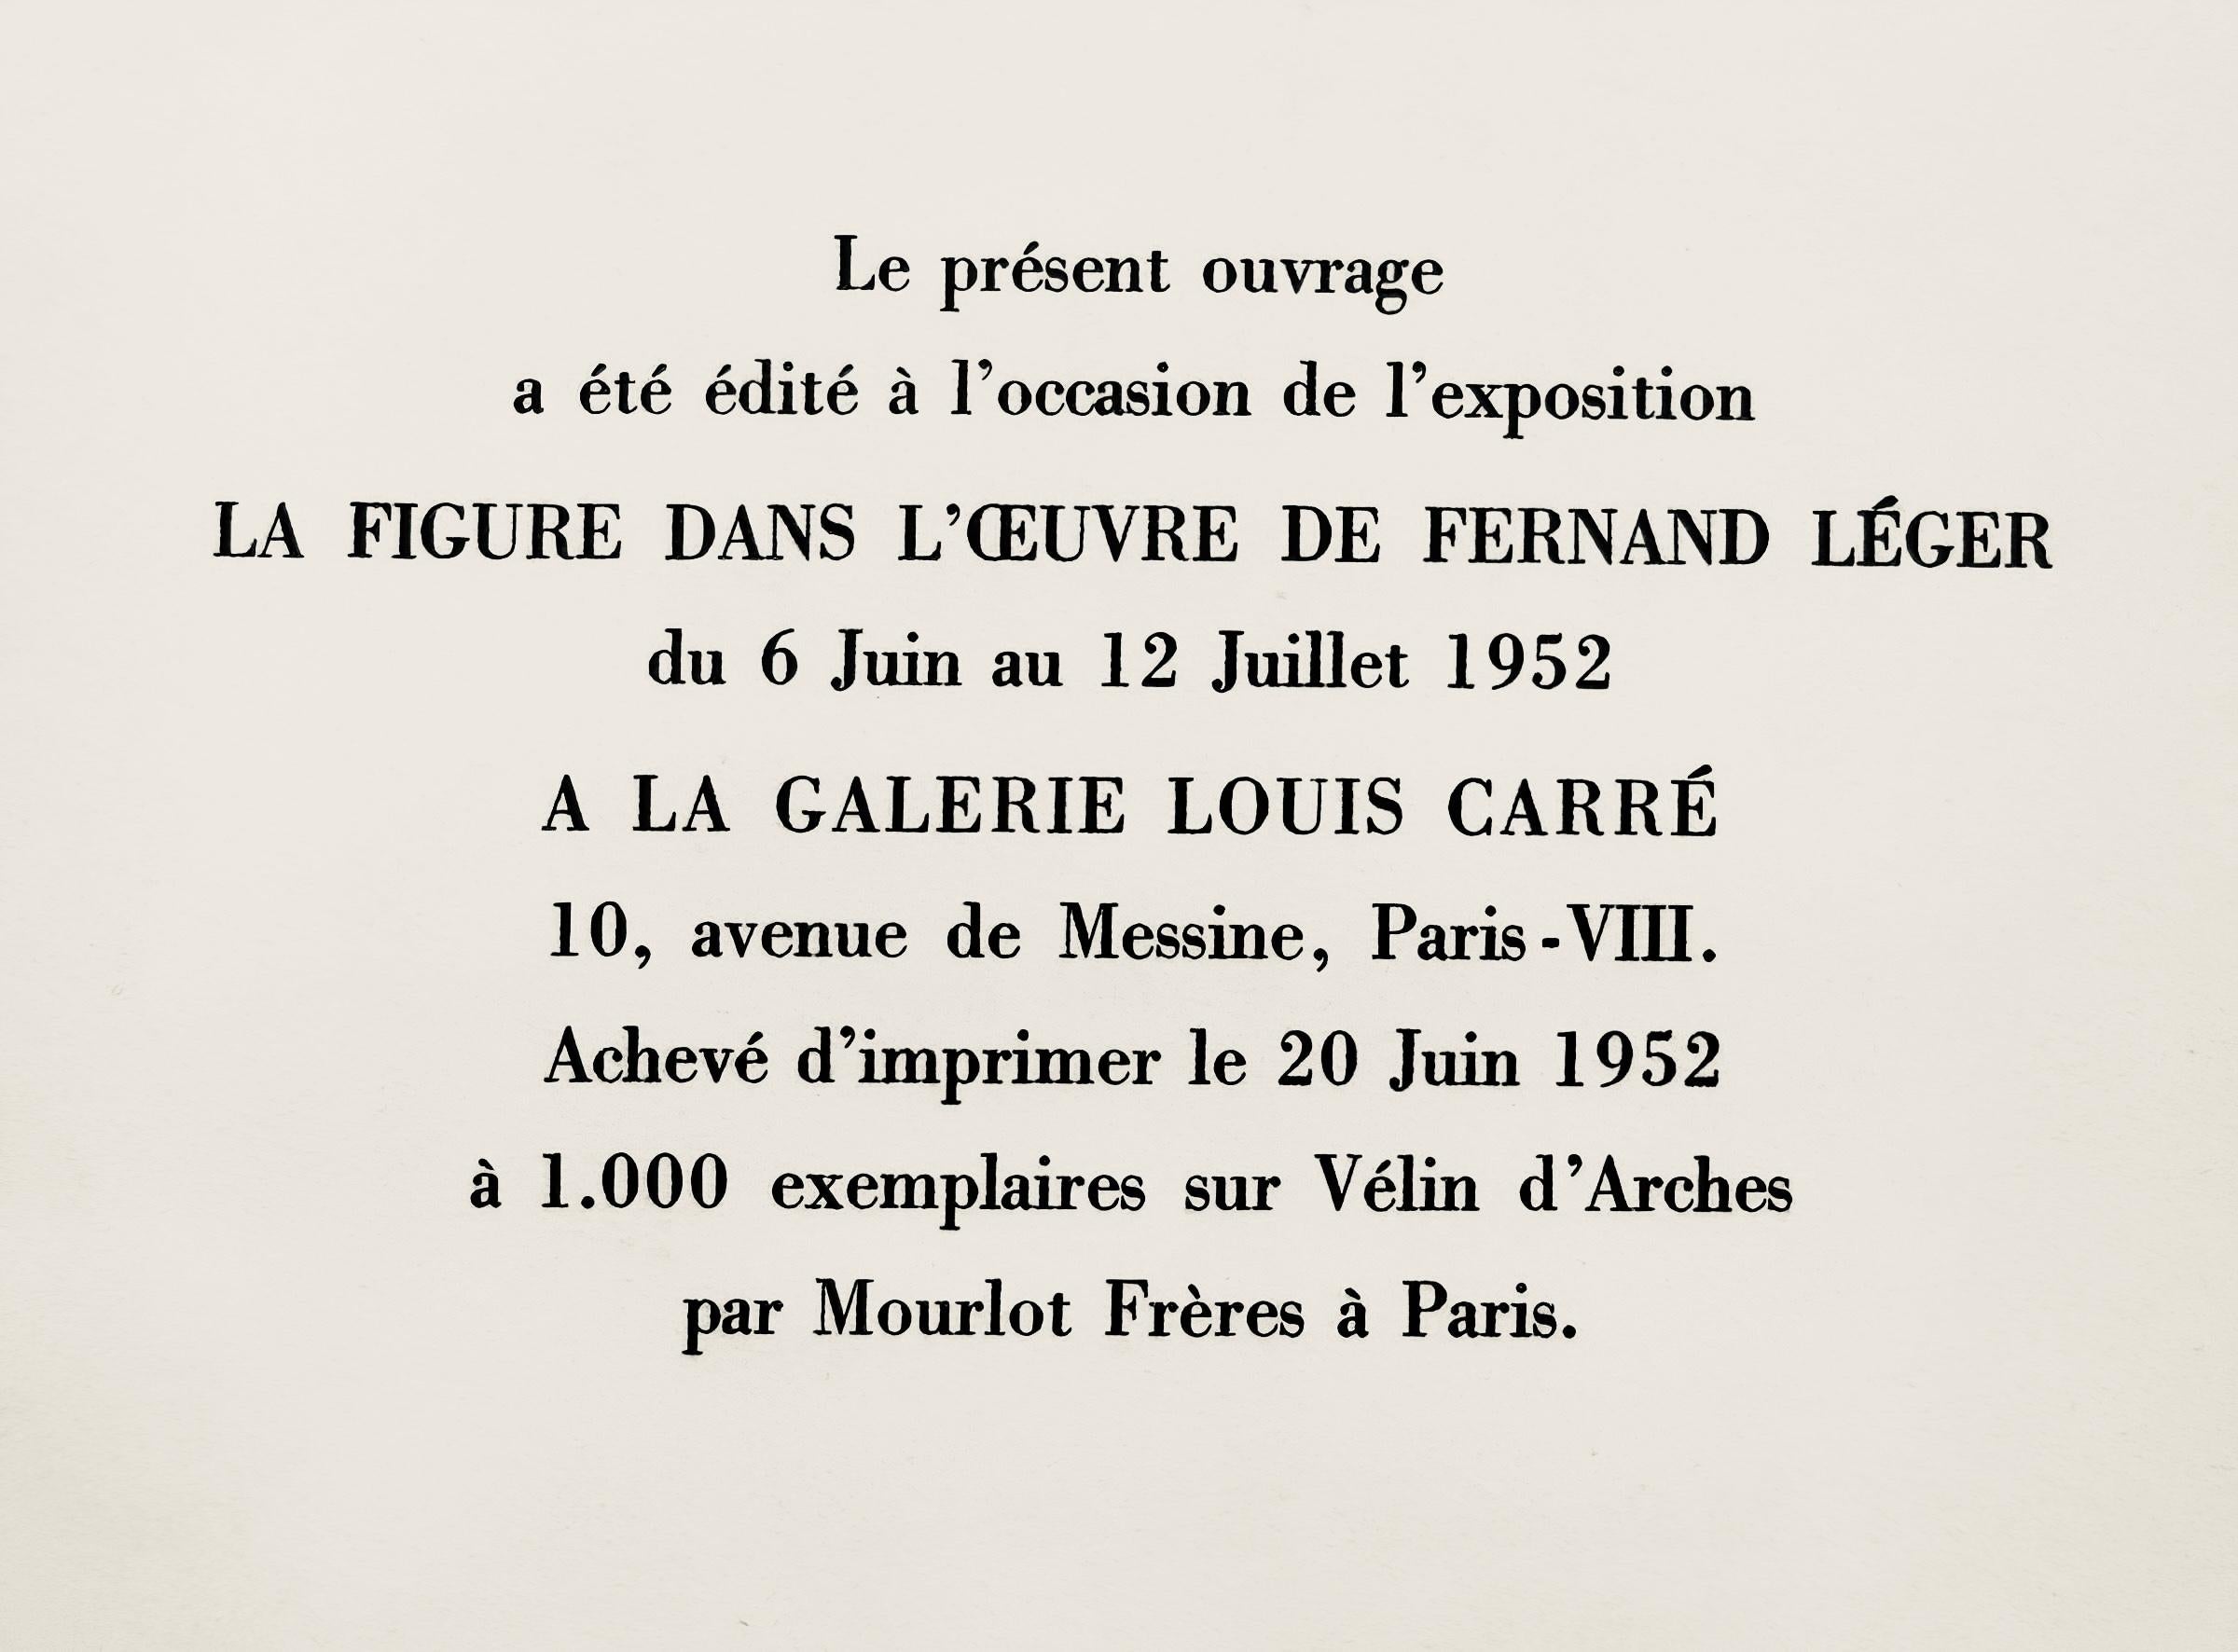 Le présent ouvrage
a été édité à l'occasion de l'exposition
LA FIGURE DANS L'ŒUVRE DE FERNAND LÉGER
du 6 Juin au 12 Juillet 1952
A LA GALERIE LOUIS CARRÉ
10, avenue de Messine, Paris-VIII.
Achevé d'imprimer le 20 Juin 1952
à 1.000 exemplaires sur Vélin d'Arches
par Mourlot Frères à Paris.